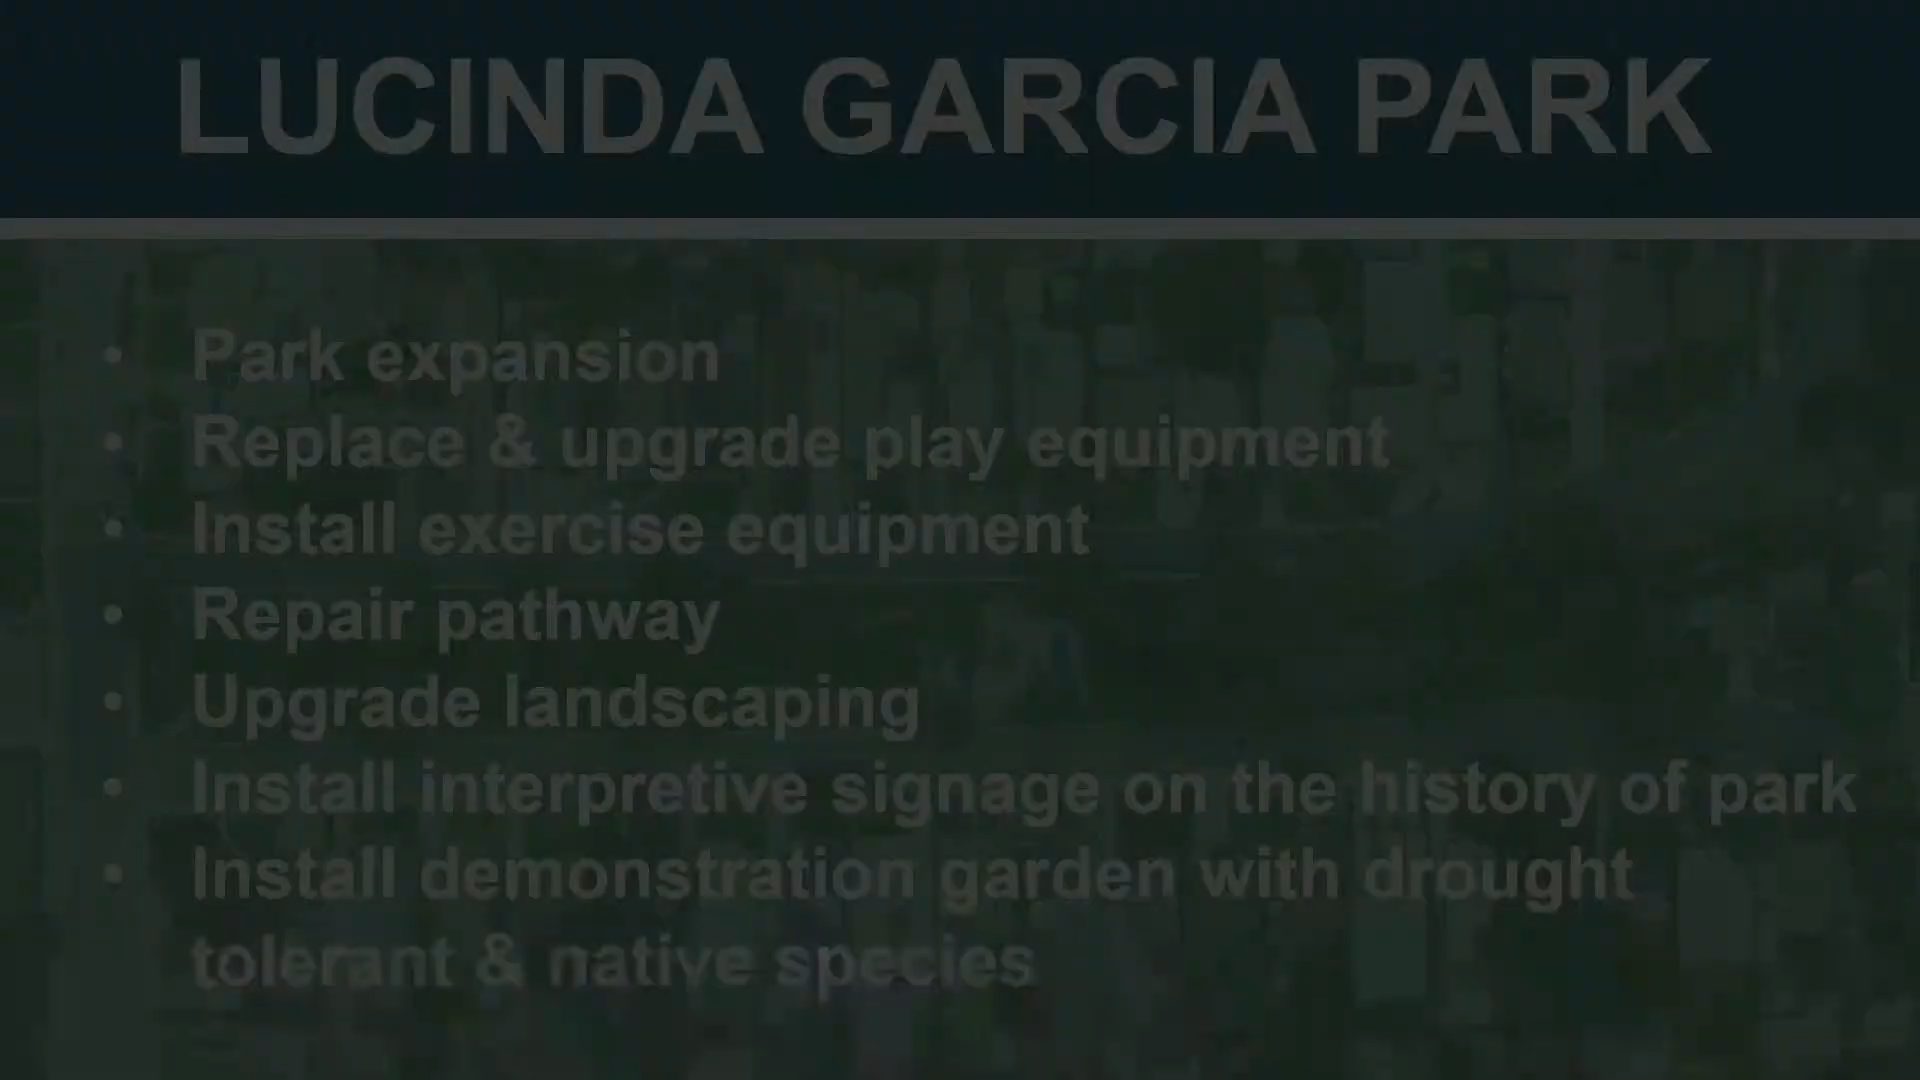 LUCINDA GARCIA PARK
• Park expansion
• Replace & upgrade play equipment
• Install exercise equipment
• Repair pathway
• Upgrade landscaping
• Install interpretive signage on the history of park
• Install demonstration garden with drought
tolerant & native species